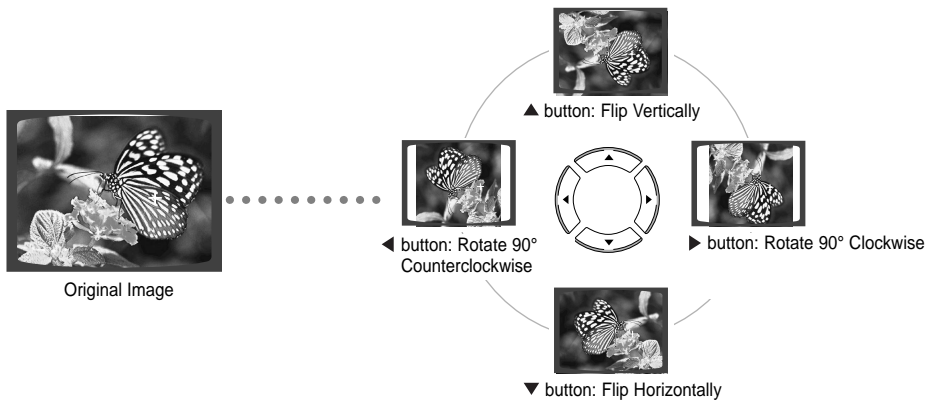 ▲ button: Flip Vertically
◀ button: Rotate 90°
Counterclockwise
▶ button: Rotate 90° Clockwise
Original Image
▼ button: Flip Horizontally